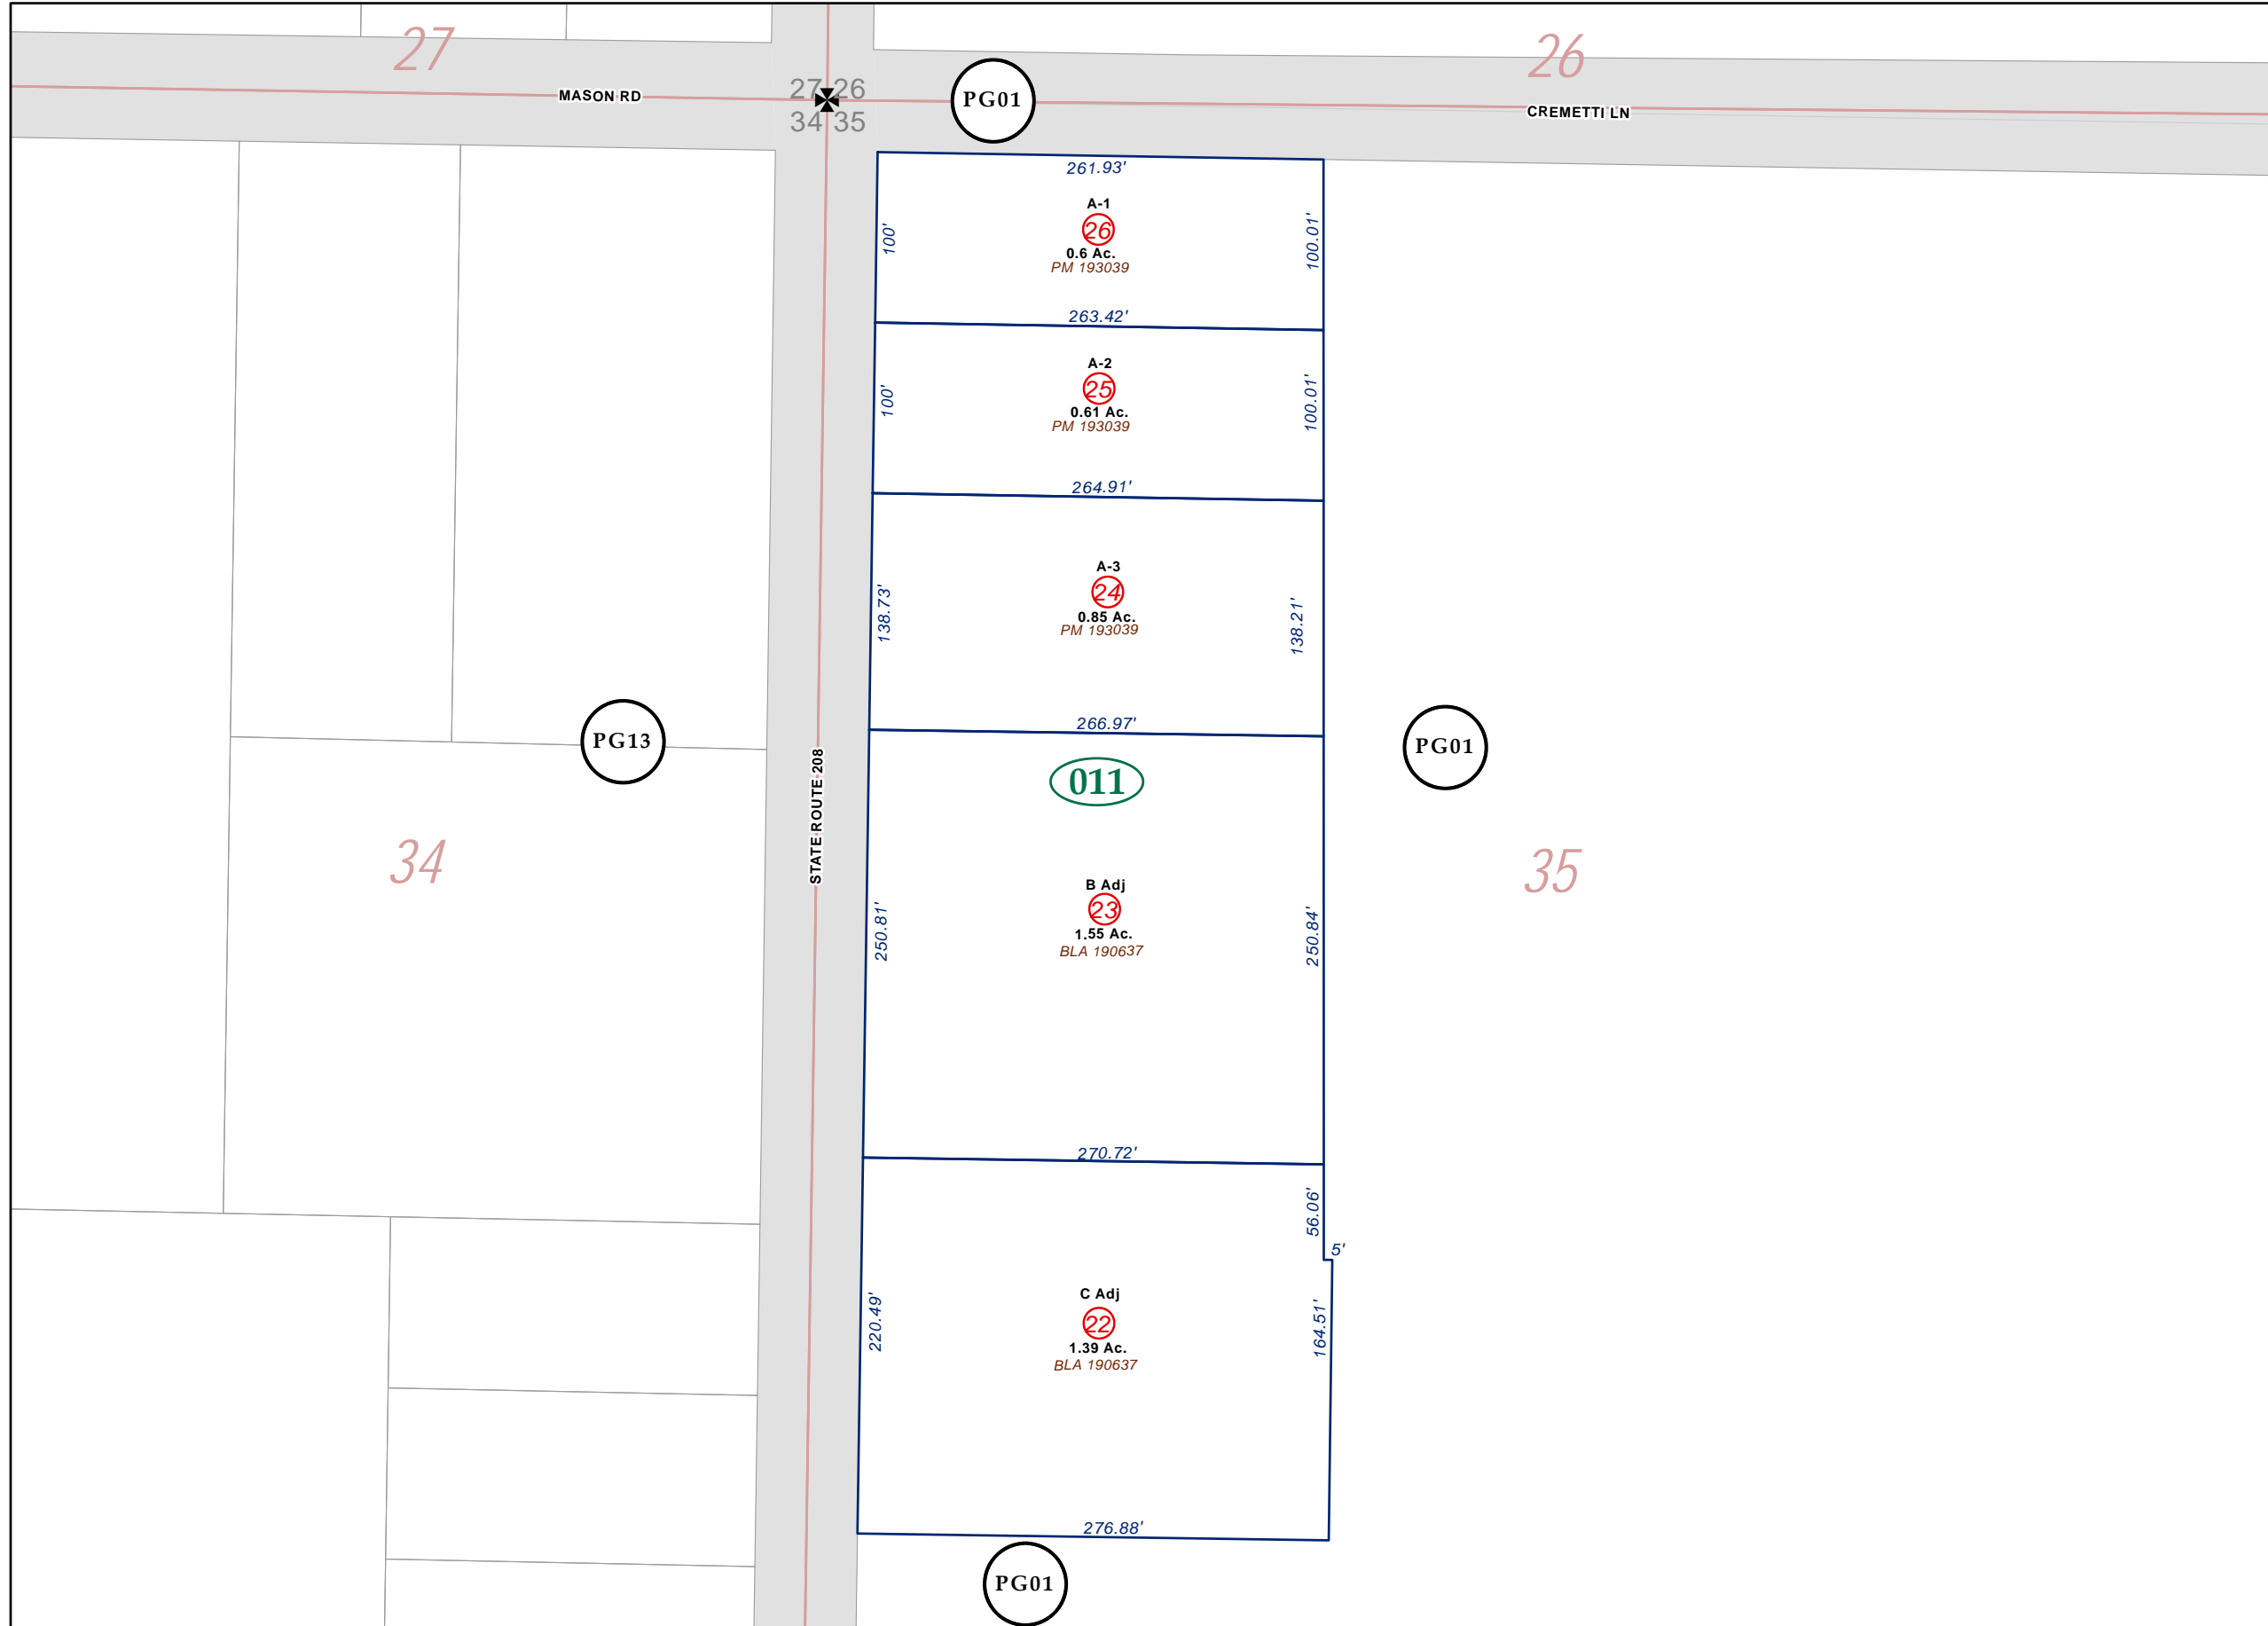 27
26
27 26
34 35
MASON RD
PG01
CREMETTI LN
261.93'
A-1
26
0.6 Ac.
PM 193039
100'
100.01'
263.42'
A-2
25
0.61 Ac.
PM 193039
100'
100.01'
264.91'
A-3
24
0.85 Ac.
PM 193039
138.73'
138.21'
266.97'
PG13
011
PG01
STATE ROUTE 208
34
35
B Adj
23
1.55 Ac.
BLA 190637
250.81'
250.84'
270.72'
56.06'
5'
C Adj
22
1.39 Ac.
BLA 190637
220.49'
164.51'
276.88'
PG01